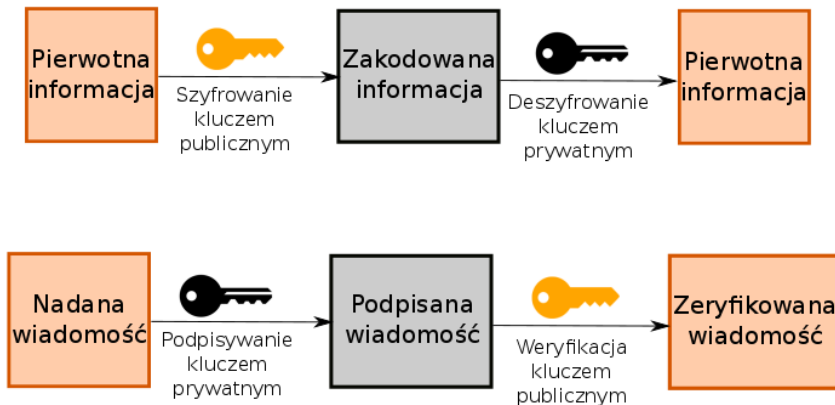 Pierwotna
informacja
Szyfrowanie
kluczem
publicznym
Zakodowana
informacja
Deszyfrowanie
kluczem
prywatnym
Pierwotna
informacja
Nadana
wiadomość
Podpisywanie
kluczem
prywatnym
Podpisana
wiadomość
Weryfikacja
kluczem
publicznym
Zeryfikowana
wiadomość